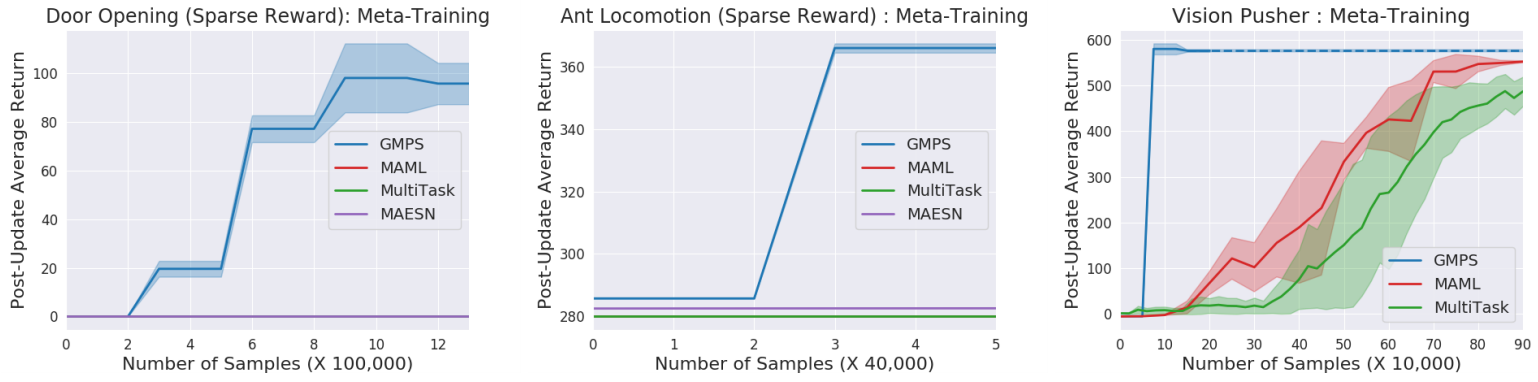 Door Opening (Sparse Reward): Meta-Training
Post-Update Average Return
100
80
60
40
20
0
GMPS
MAML
MultiTask
MAESN
0 2 4 6 8 10 12
Number of Samples (X 100,000)
Ant Locomotion (Sparse Reward) : Meta-Training
Post-Update Average Return
360
340
320
300
280
GMPS
MAML
MultiTask
MAESN
0 1 2 3 4 5
Number of Samples (X 40,000)
Vision Pusher : Meta-Training
Post-Update Average Return
600
500
400
300
200
100
0
GMPS
MAML
MultiTask
0 10 20 30 40 50 60 70 80 90
Number of Samples (X 10,000)